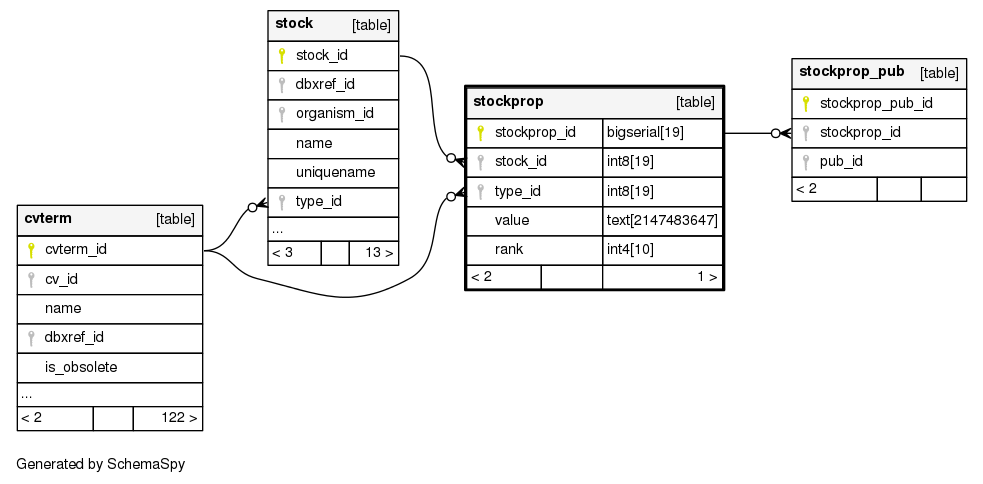 stock [table]
stock_id
dbxref_id
organism_id
name
uniquename
type_id
...
< 3 13 >
stockprop [table]
stockprop_id bigserial[19]
stock_id int8[19]
type_id int8[19]
value text[2147483647]
rank int4[10]
< 2 1 >
stockprop_pub [table]
stockprop_pub_id
stockprop_id
pub_id
< 2
cvterm [table]
cvterm_id
cv_id
name
dbxref_id
is_obsolete
...
< 2 122 >
Generated by SchemaSpy